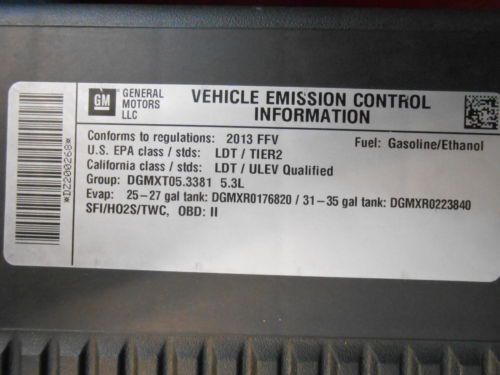 GM
GENERAL
MOTORS
LLC
VEHICLE EMISSION CONTROL
INFORMATION
Conforms to regulations: 2013 FFV
Fuel: Gasoline/Ethanol
U.S. EPA class / stds: LDT / TIER2
California class / stds: LDT / ULEV Qualified
Group: DGMXT05.3381 5.3L
Evap: 25-27 gal tank: DGMXR0176820 / 31-35 gal tank: DGMXR0223840
SFI/HO2S/TWC, OBD: II
*DZ200268*